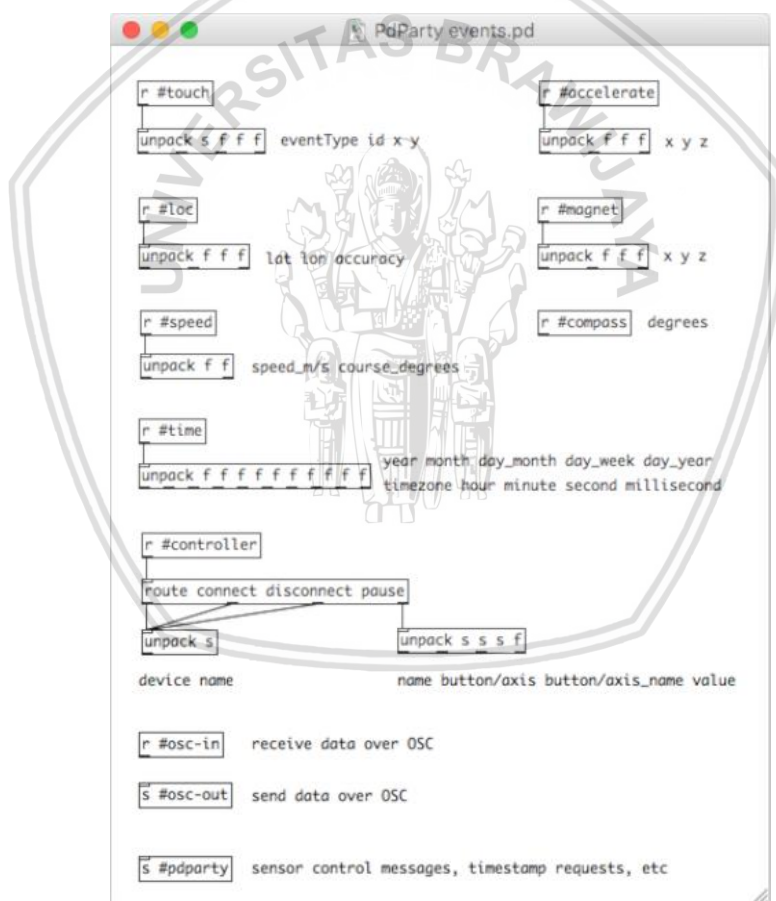 PdParty events.pd
UNIVERSITAS BRAWIJAYA
r #touch
unpack s f f f eventType id x y
r #accelerate
unpack f f f x y z
r #loc
unpack f f f lat lon accuracy
r #magnet
unpack f f f x y z
r #speed
unpack f f speed_m/s course_degrees
r #compass degrees
r #time
unpack f f f f f f f f f f
year month day_month day_week day_year
timezone hour minute second millisecond
r #controller
route connect disconnect pause
unpack s
unpack s s s f
device name
name button/axis button/axis_name value
r #osc-in receive data over OSC
s #osc-out send data over OSC
s #pdparty sensor control messages, timestamp requests, etc